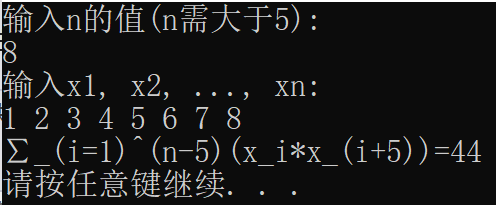 输入n的值(n需大于5):
8
输入x1, x2, ..., xn:
1 2 3 4 5 6 7 8
∑_(i=1)^(n-5)(x_i*x_(i+5))=44
请按任意键继续. . .